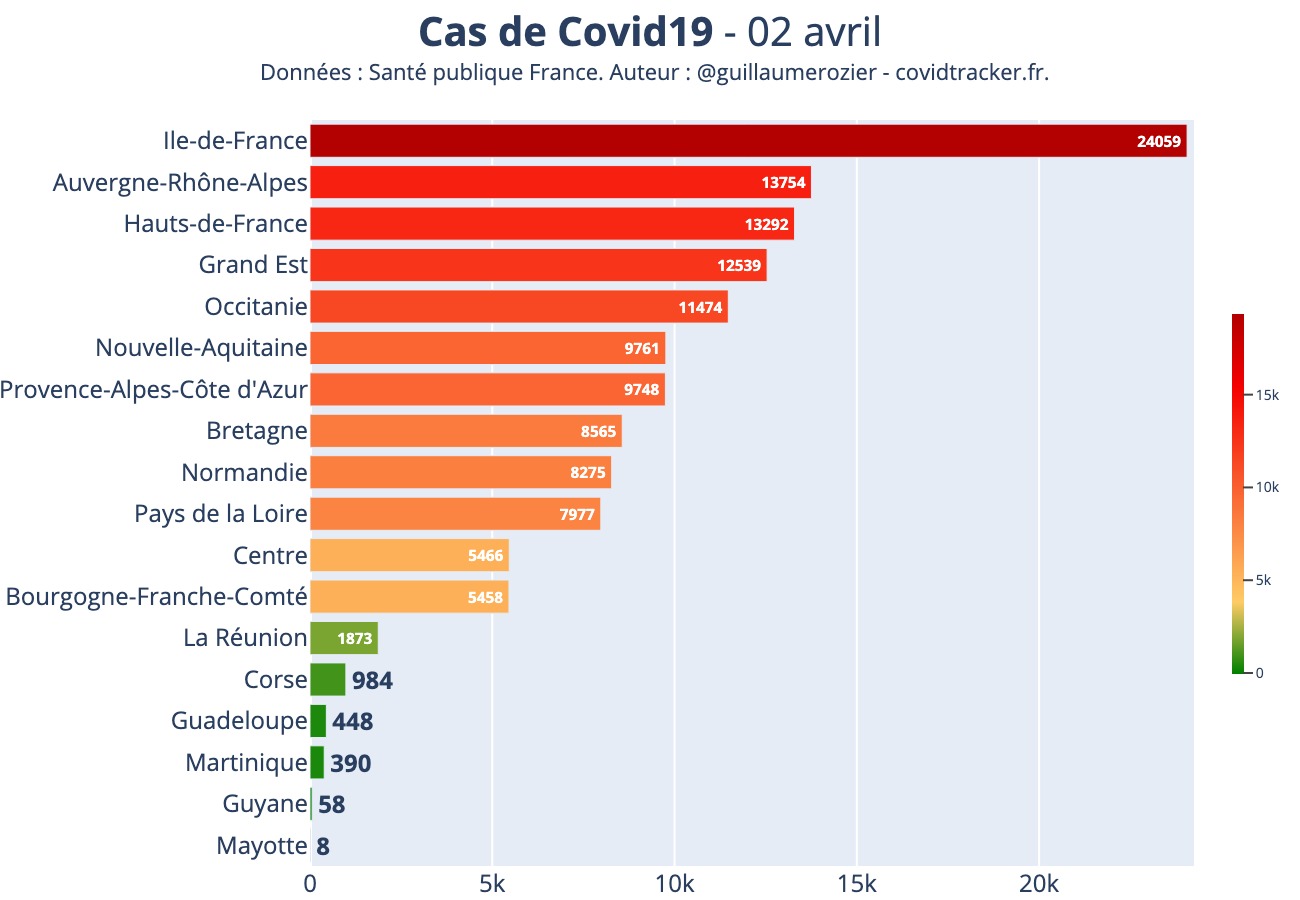 Cas de Covid19 - 02 avril
Données : Santé publique France. Auteur : @guillaumerozier - covidtracker.fr.
Ile-de-France 24059
Auvergne-Rhône-Alpes 13754
Hauts-de-France 13292
Grand Est 12539
Occitanie 11474
Nouvelle-Aquitaine 9761
Provence-Alpes-Côte d'Azur 9748
Bretagne 8565
Normandie 8275
Pays de la Loire 7977
Centre 5466
Bourgogne-Franche-Comté 5458
La Réunion 1873
Corse 984
Guadeloupe 448
Martinique 390
Guyane 58
Mayotte 8
0 5k 10k 15k 20k
15k
10k
5k
0